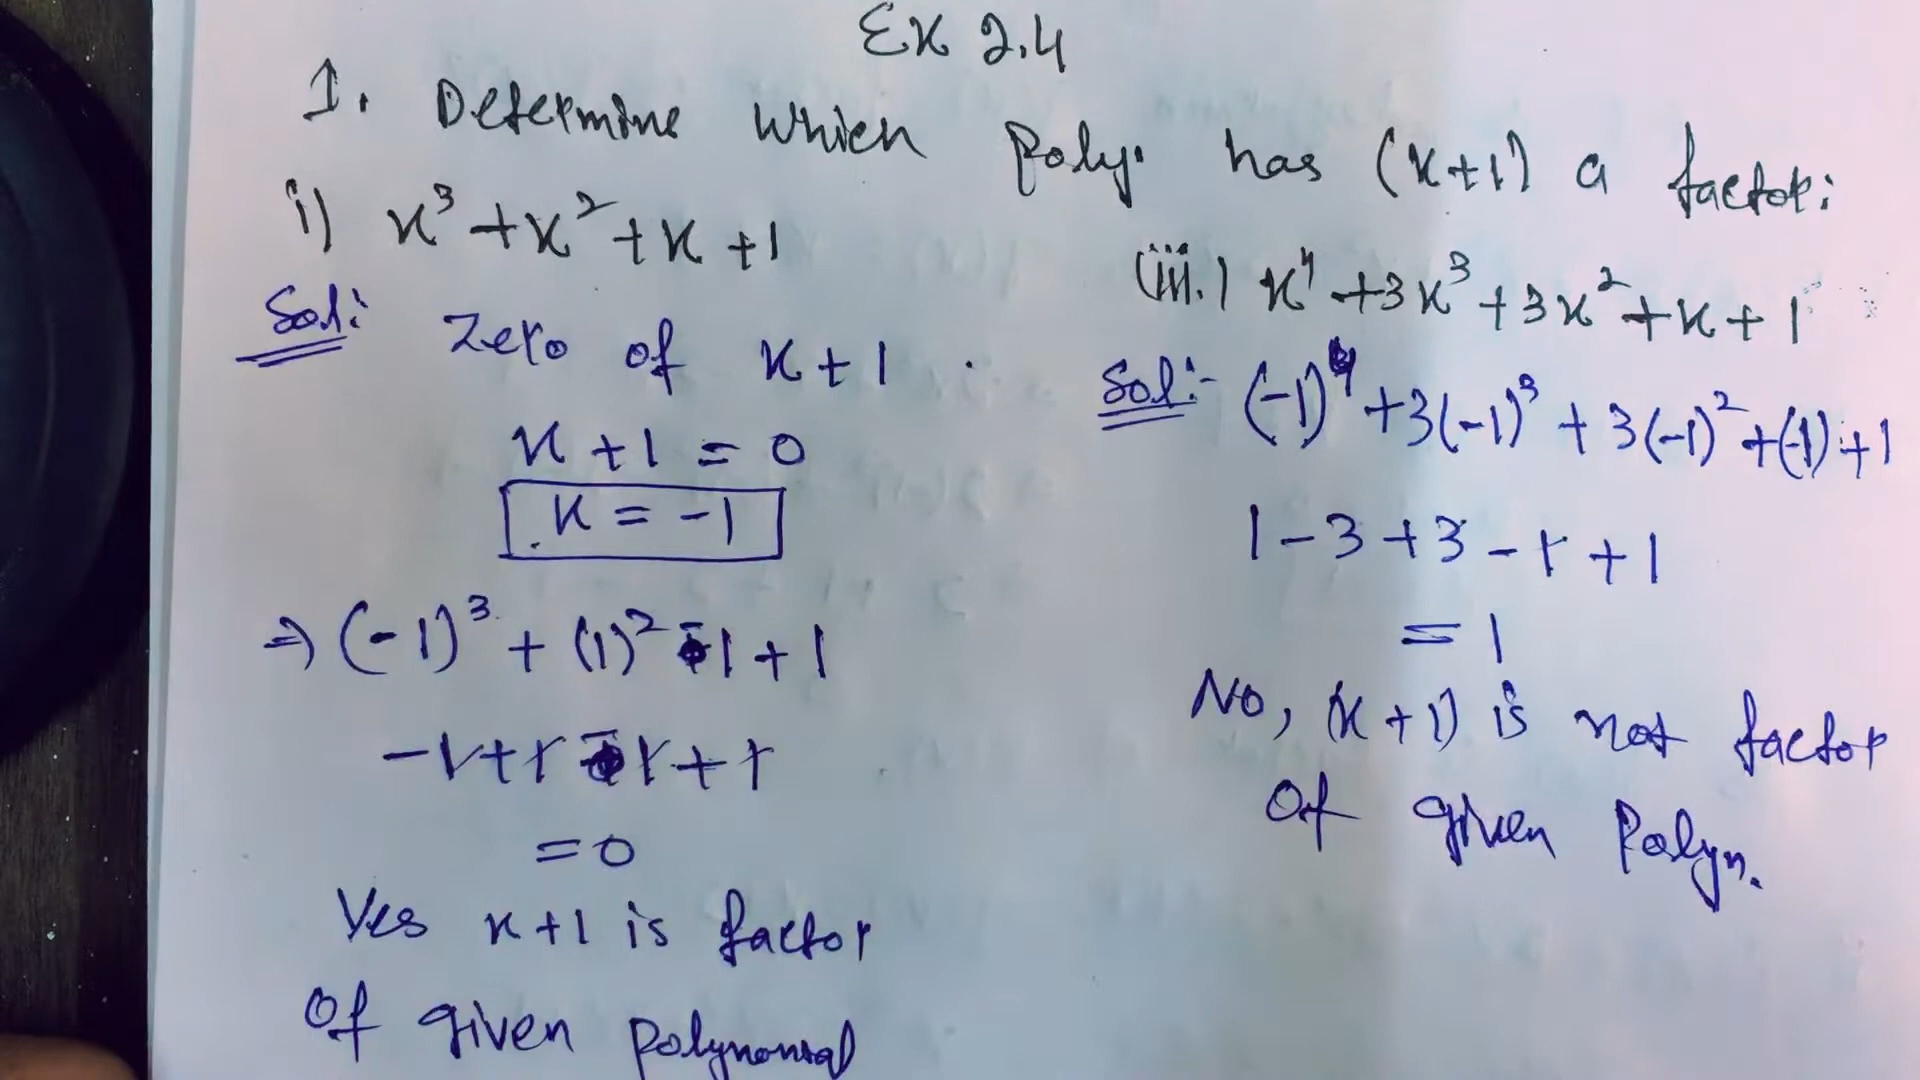 Ex 2.4
1. Determine which poly. has (x+1) a factor:
i) x³ + x² + x + 1
Sol: Zero of x + 1
x + 1 = 0
x = -1
⇒ (-1)³ + (1)² - 1 + 1
-1 + 1 - 1 + 1
= 0
Yes x+1 is factor
Of given polynomial
(iii.) x⁴ + 3x³ + 3x² + x + 1
Sol:- (-1)⁴ + 3(-1)³ + 3(-1)² + (-1) + 1
1 - 3 + 3 - 1 + 1
= 1
No, (x + 1) is not factor
Of given Polyn.